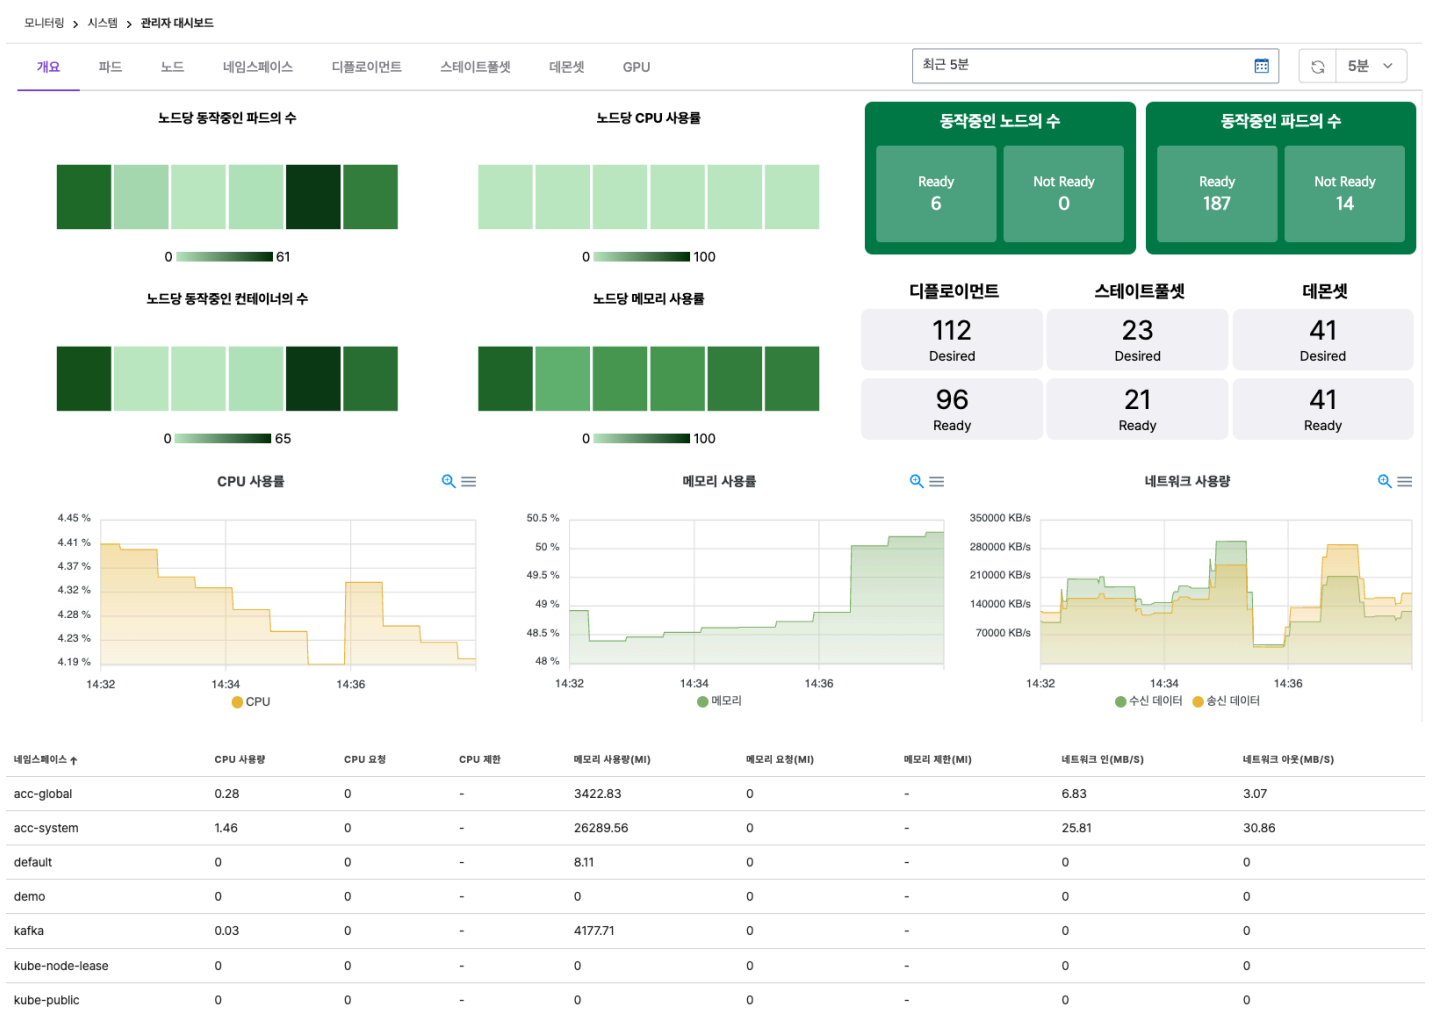 모니터링 > 시스템 > 관리자 대시보드
개요 파드 노드 네임스페이스 디플로이먼트 스테이트풀셋 데몬셋 GPU
최근 5분
5분
노드당 동작중인 파드의 수
0 61
노드당 CPU 사용률
0 100
동작중인 노드의 수
Ready
6
Not Ready
0
동작중인 파드의 수
Ready
187
Not Ready
14
노드당 동작중인 컨테이너의 수
0 65
노드당 메모리 사용률
0 100
디플로이먼트 스테이트풀셋 데몬셋
112 23 41
Desired Desired Desired
96 21 41
Ready Ready Ready
CPU 사용률
4.45 %
4.41 %
4.37 %
4.32 %
4.28 %
4.23 %
4.19 %
14:32 14:34 14:36
CPU
메모리 사용률
50.5 %
50 %
49.5 %
49 %
48.5 %
48 %
14:32 14:34 14:36
메모리
네트워크 사용량
350000 KB/s
280000 KB/s
210000 KB/s
140000 KB/s
70000 KB/s
14:32 14:34 14:36
수신 데이터 송신 데이터
네임스페이스 ↑ CPU 사용량 CPU 요청 CPU 제한 메모리 사용량(MI) 메모리 요청(MI) 메모리 제한(MI) 네트워크 인(MB/S) 네트워크 아웃(MB/S)
acc-global 0.28 0 - 3422.83 0 - 6.83 3.07
acc-system 1.46 0 - 26289.56 0 - 25.81 30.86
default 0 0 - 8.11 0 - 0 0
demo 0 0 - 0 0 - 0 0
kafka 0.03 0 - 4177.71 0 - 0 0
kube-node-lease 0 0 - 0 0 - 0 0
kube-public 0 0 - 0 0 - 0 0